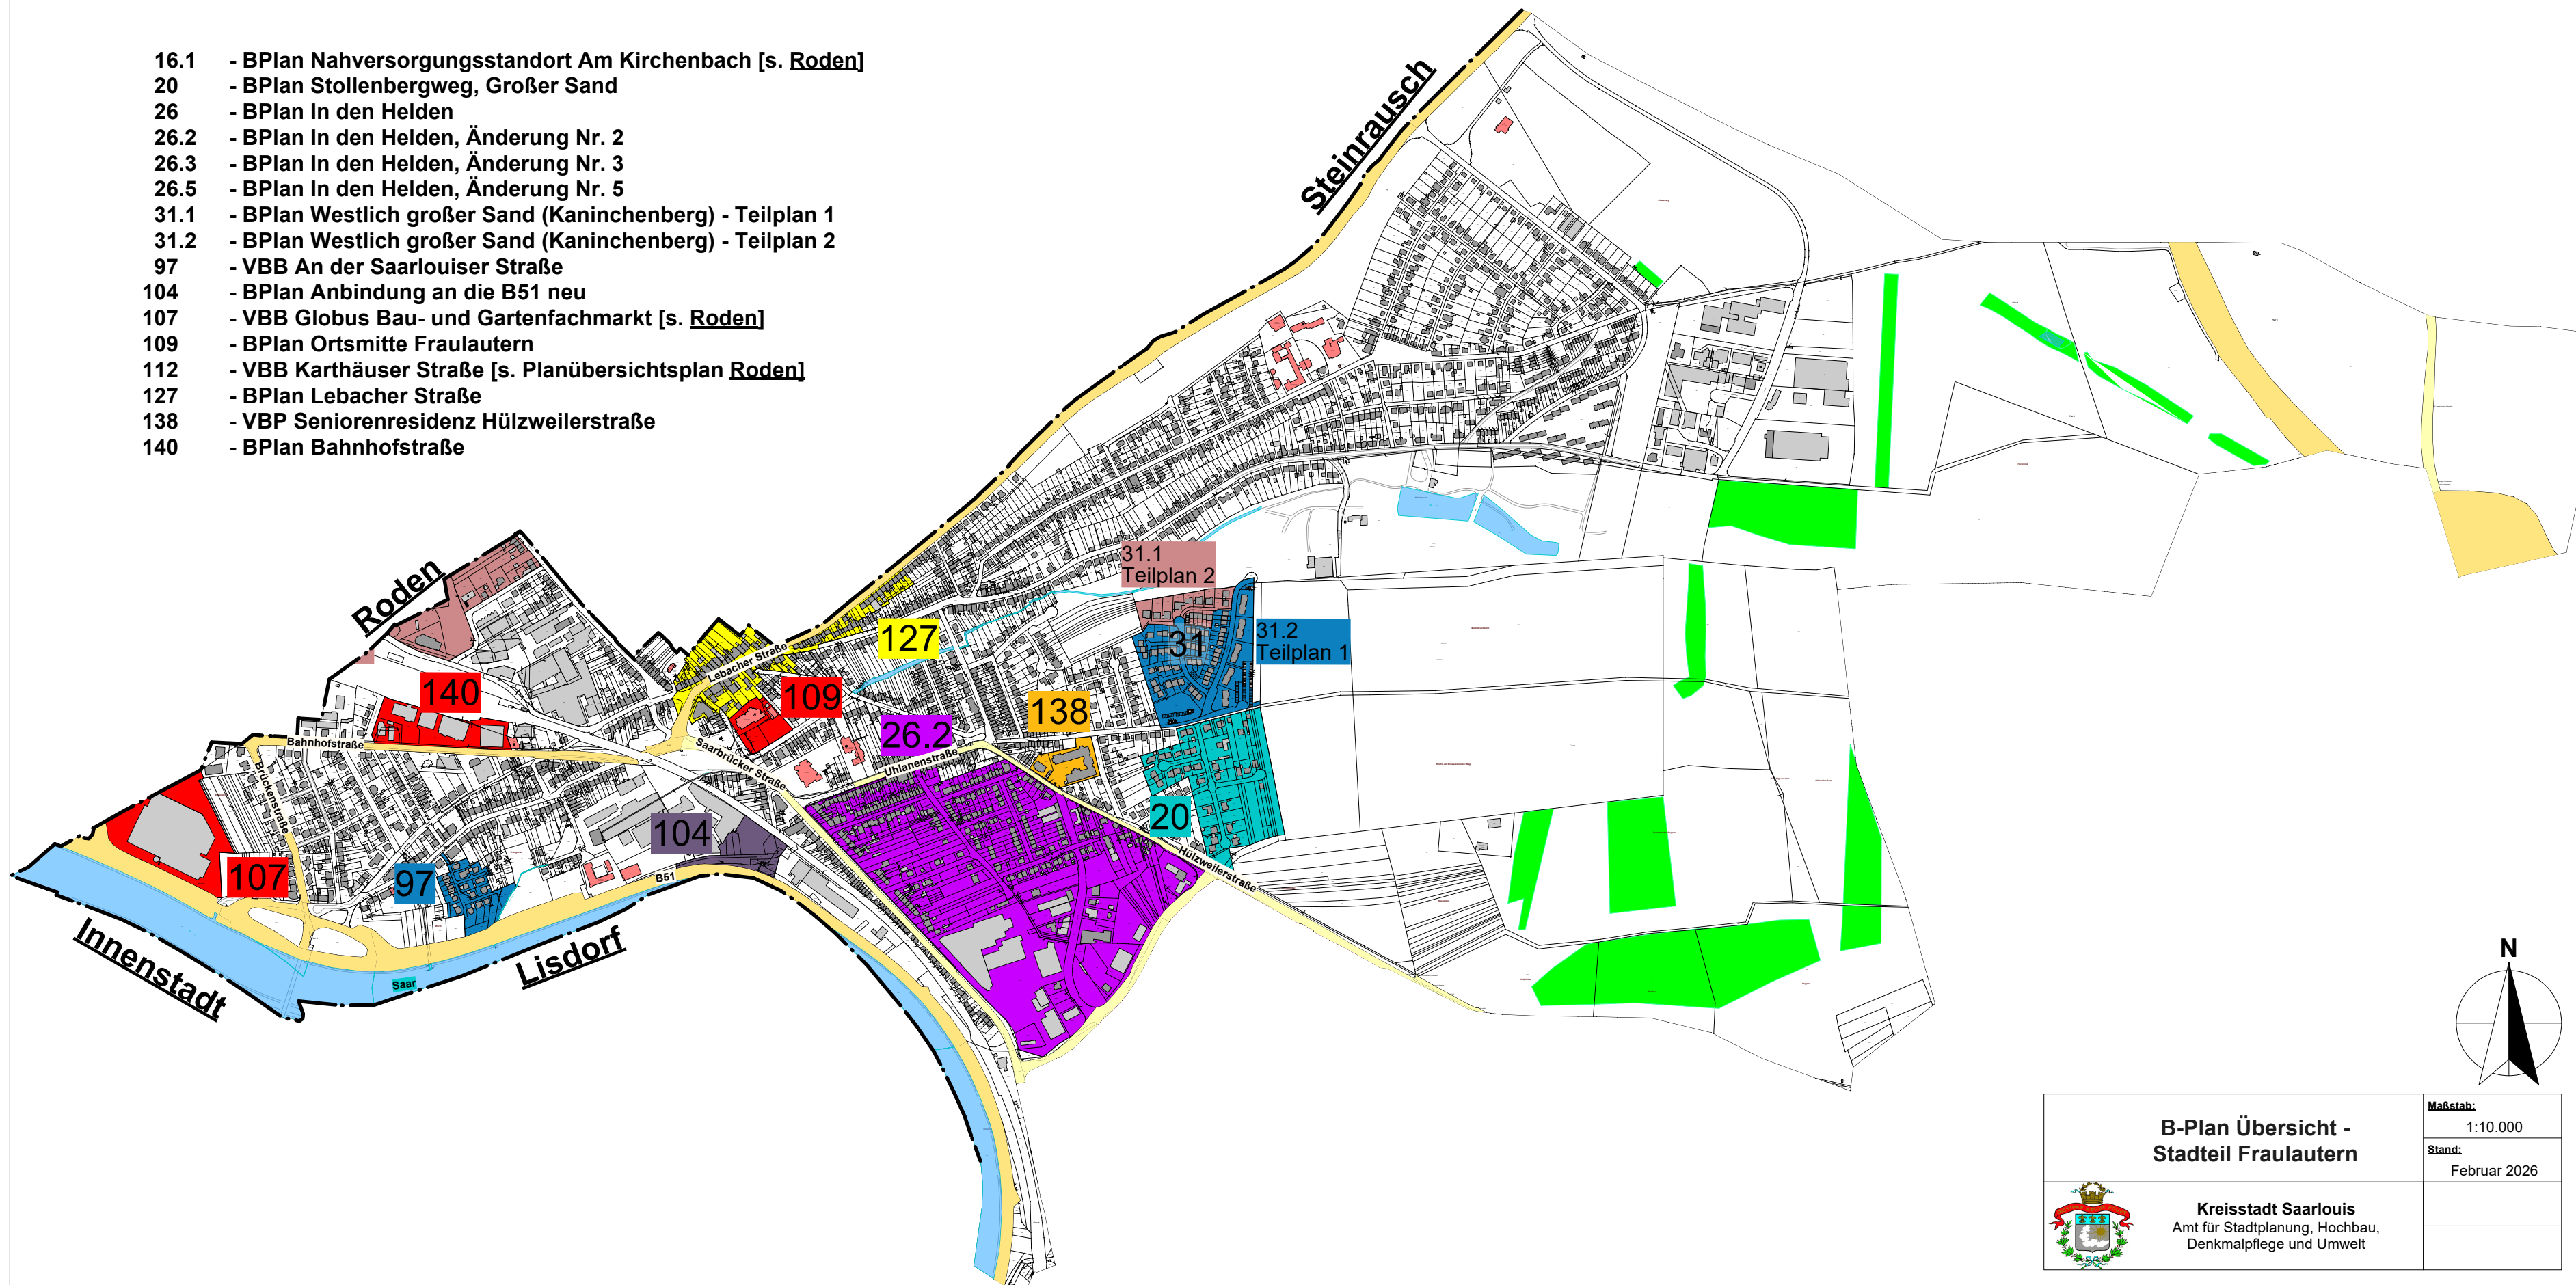 16.1 - BPlan Nahversorgungsstandort Am Kirchenbach [s. Roden]
20 - BPlan Stollenbergweg, Großer Sand
26 - BPlan In den Helden
26.2 - BPlan In den Helden, Änderung Nr. 2
26.3 - BPlan In den Helden, Änderung Nr. 3
26.5 - BPlan In den Helden, Änderung Nr. 5
31.1 - BPlan Westlich großer Sand (Kaninchenberg) - Teilplan 1
31.2 - BPlan Westlich großer Sand (Kaninchenberg) - Teilplan 2
97 - VBB An der Saarlouiser Straße
104 - BPlan Anbindung an die B51 neu
107 - VBB Globus Bau- und Gartenfachmarkt [s. Roden]
109 - BPlan Ortsmitte Fraulautern
112 - VBB Karthäuser Straße [s. Planübersichtsplan Roden]
127 - BPlan Lebacher Straße
138 - VBP Seniorenresidenz Hülzweilerstraße
140 - BPlan Bahnhofstraße
Steinrausch
Roden
31.1
Teilplan 2
31
31.2
Teilplan 1
127
Lebacher Straße
140
109
138
26.2
Bahnhofstraße
Saarbrücker Straße
Uhlanenstraße
Brückenstraße
20
104
Hülzweilerstraße
107
97
B51
Innenstadt
Lisdorf
Saar
N
B-Plan Übersicht -
Stadteil Fraulautern
Maßstab:
1:10.000
Stand:
Februar 2026
Kreisstadt Saarlouis
Amt für Stadtplanung, Hochbau,
Denkmalpflege und Umwelt